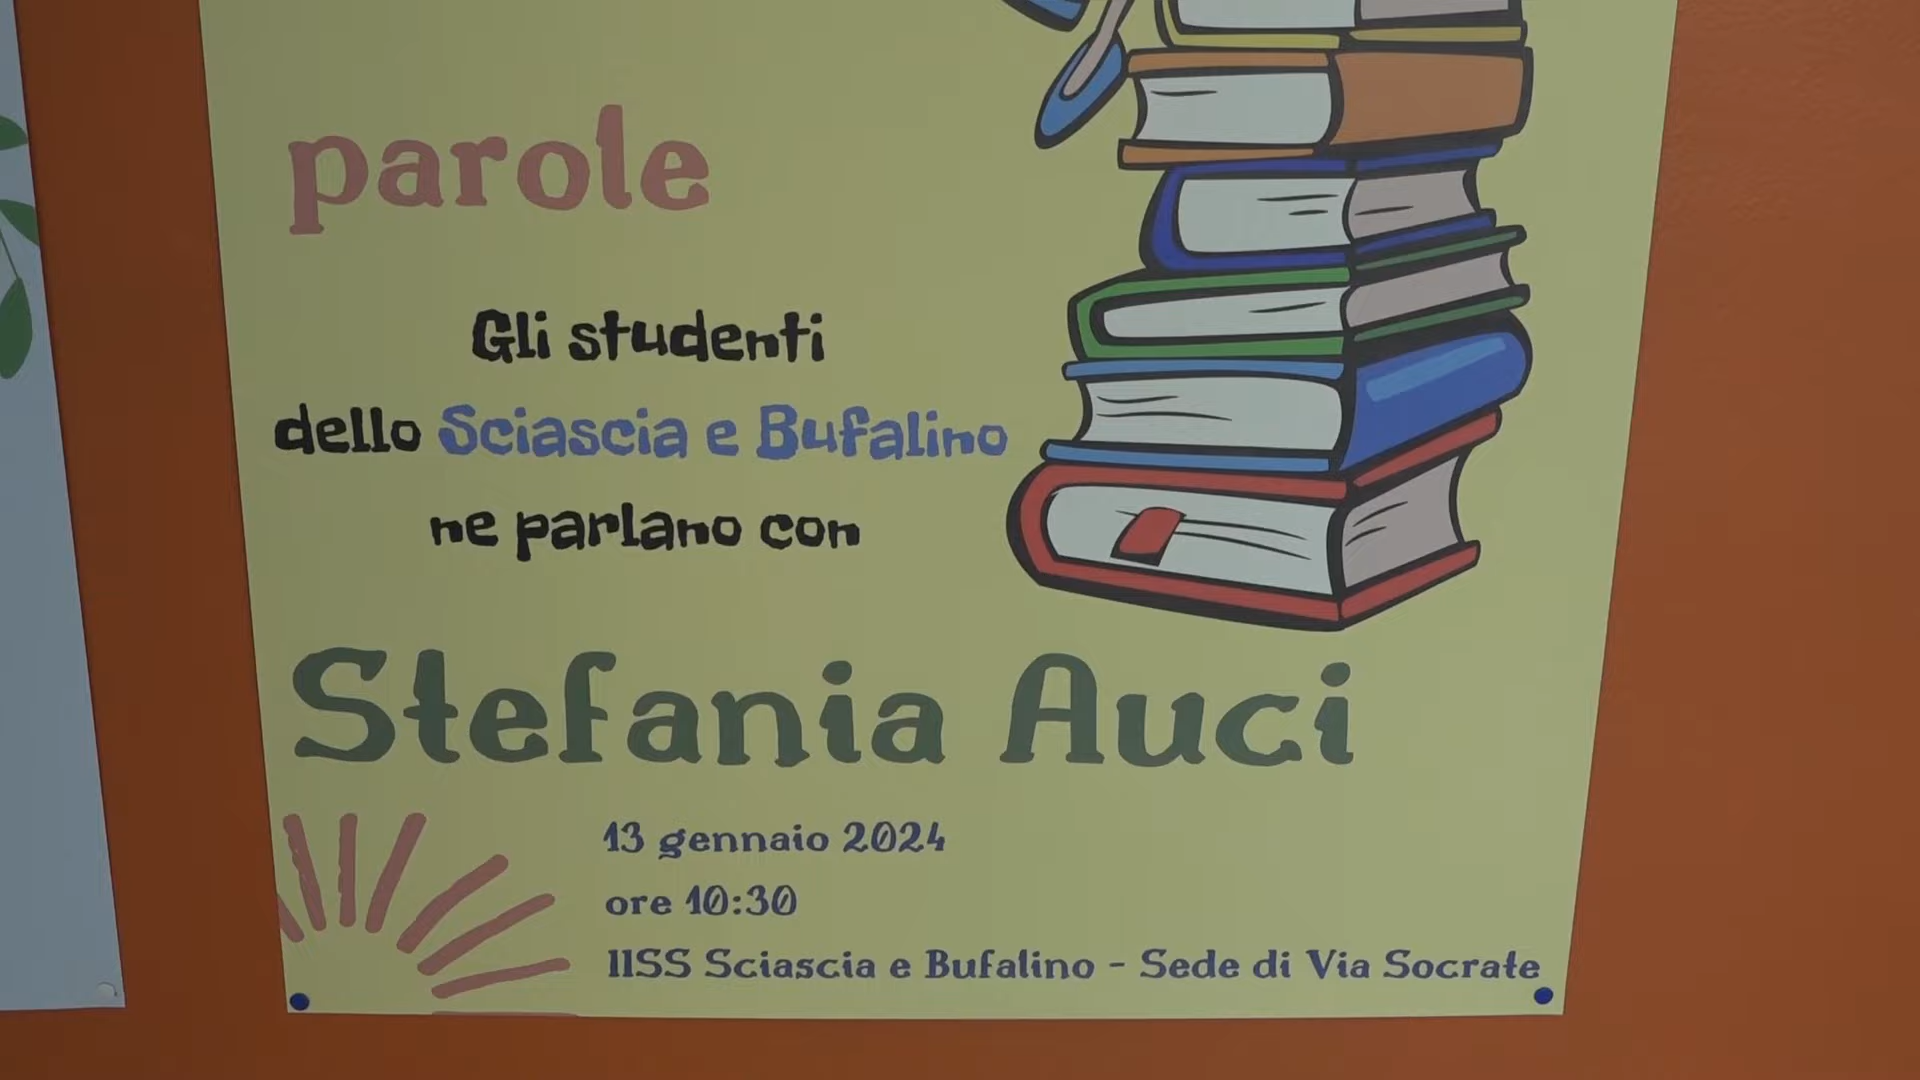 parole
Gli studenti
dello Sciascia e Bufalino
ne parlano con
Stefania Auci
13 gennaio 2024
ore 10:30
IISS Sciascia e Bufalino - Sede di Via Socrate